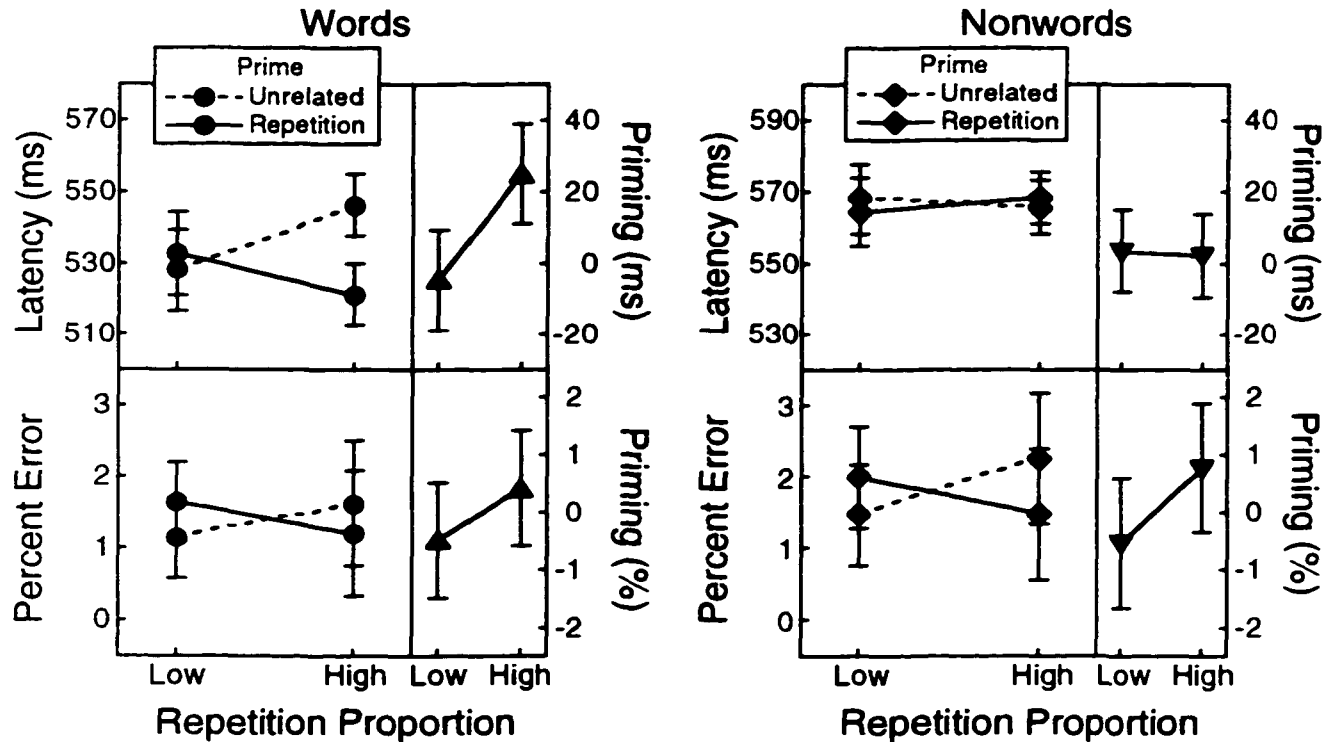 Words
Prime
Unrelated
Repetition
Latency (ms)
570
550
530
510
40
20
0
-20
Priming (ms)
Percent Error
3
2
1
0
2
1
0
-1
-2
Priming (%)
Low
High
Low
High
Repetition Proportion
Nonwords
Prime
Unrelated
Repetition
Latency (ms)
590
570
550
530
40
20
0
-20
Priming (ms)
Percent Error
3
2
1
0
2
1
0
-1
-2
Priming (%)
Low
High
Low
High
Repetition Proportion